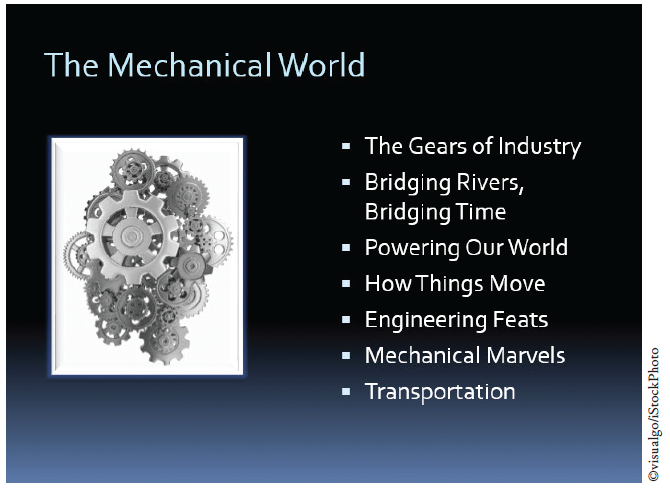 The Mechanical World
The Gears of Industry
Bridging Rivers,
Bridging Time
Powering Our World
How Things Move
Engineering Feats
Mechanical Marvels
Transportation
©visualgo/iStockPhoto